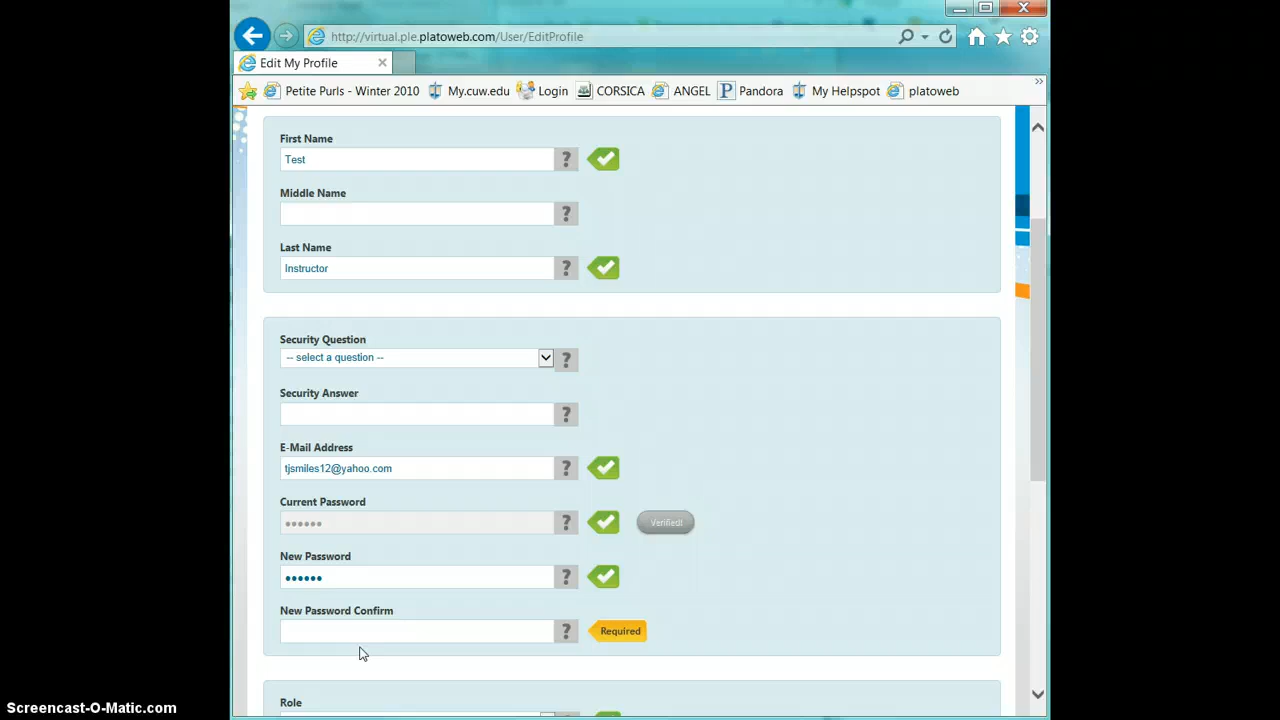 http://virtual.ple.platoweb.com/User/EditProfile
Edit My Profile
Petite Purls - Winter 2010 My.cuw.edu Login CORSICA ANGEL P Pandora My Helpspot platoweb »
First Name
Test ?
Middle Name
?
Last Name
Instructor ?
Security Question
-- select a question -- ?
Security Answer
?
E-Mail Address
tjsmiles12@yahoo.com ?
Current Password
•••••• ? Verified!
New Password
•••••• ?
New Password Confirm
? Required
Role
Screencast-O-Matic.com